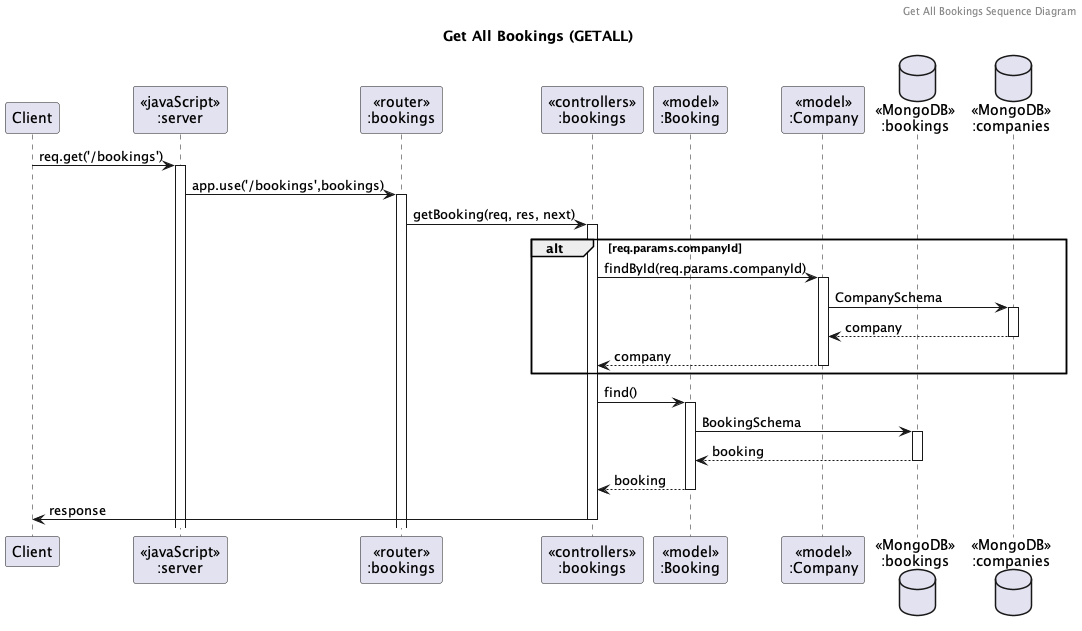 Get All Bookings Sequence Diagram
Get All Bookings (GETALL)
Client
«javaScript»
:server
«router»
:bookings
«controllers»
:bookings
«model»
:Booking
«model»
:Company
«MongoDB»
:bookings
«MongoDB»
:companies
req.get('/bookings')
app.use('/bookings',bookings)
getBooking(req, res, next)
alt
[req.params.companyId]
findById(req.params.companyId)
CompanySchema
company
company
find()
BookingSchema
booking
booking
response
Client
«javaScript»
:server
«router»
:bookings
«controllers»
:bookings
«model»
:Booking
«model»
:Company
«MongoDB»
:bookings
«MongoDB»
:companies